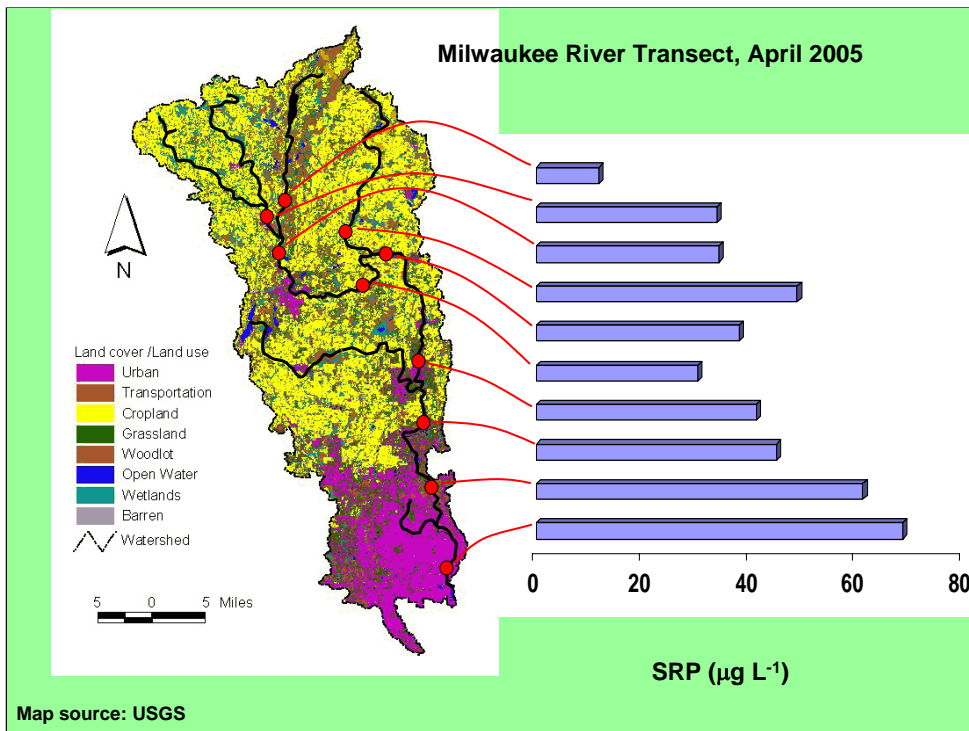 Milwaukee River Transect, April 2005
N
Land cover /Land use
Urban
Transportation
Cropland
Grassland
Woodlot
Open Water
Wetlands
Barren
Watershed
5 0 5 Miles
0 20 40 60 80
SRP (μg L-1)
Map source: USGS